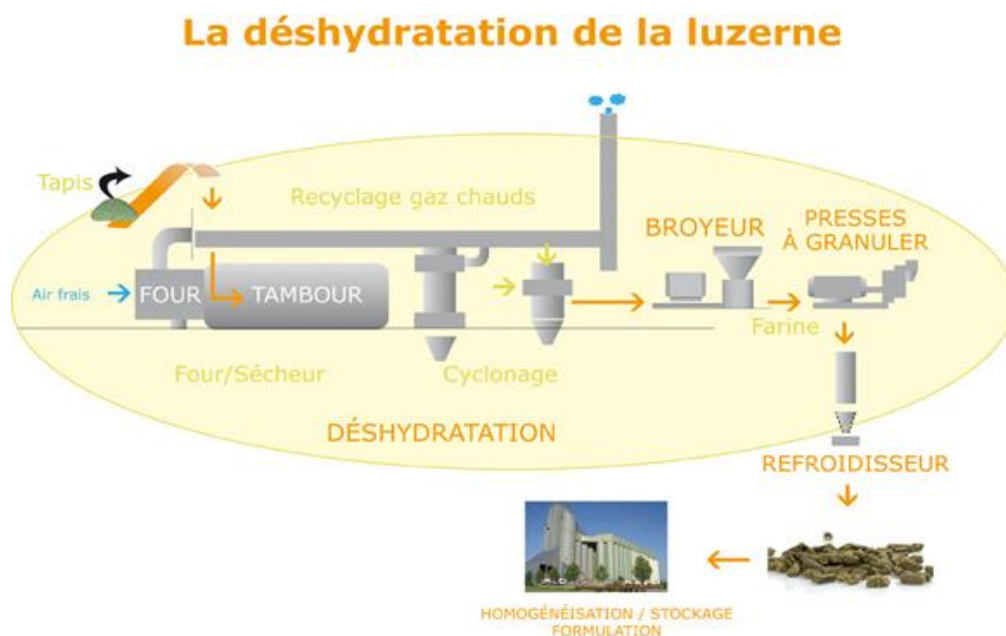 La déshydratation de la luzerne
Tapis
Recyclage gaz chauds
BROYEUR
PRESSES
À GRANULER
Air frais
FOUR
TAMBOUR
Farine
Four/Sécheur
Cyclonage
DÉSHYDRATATION
REFROIDISSEUR
HOMOGÉNÉISATION / STOCKAGE
FORMULATION